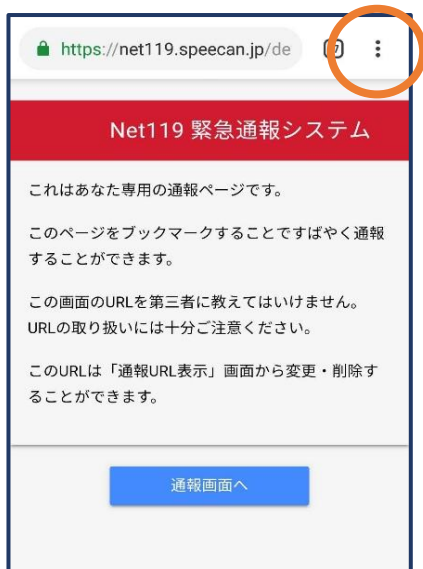 https://net119.speecan.jp/de
Net119 緊急通報システム
これはあなた専用の通報ページです。
このページをブックマークすることですばやく通報
することができます。
この画面のURLを第三者に教えてはいけません。
URLの取り扱いには十分ご注意ください。
このURLは「通報URL表示」画面から変更・削除す
ることができます。
通報画面へ